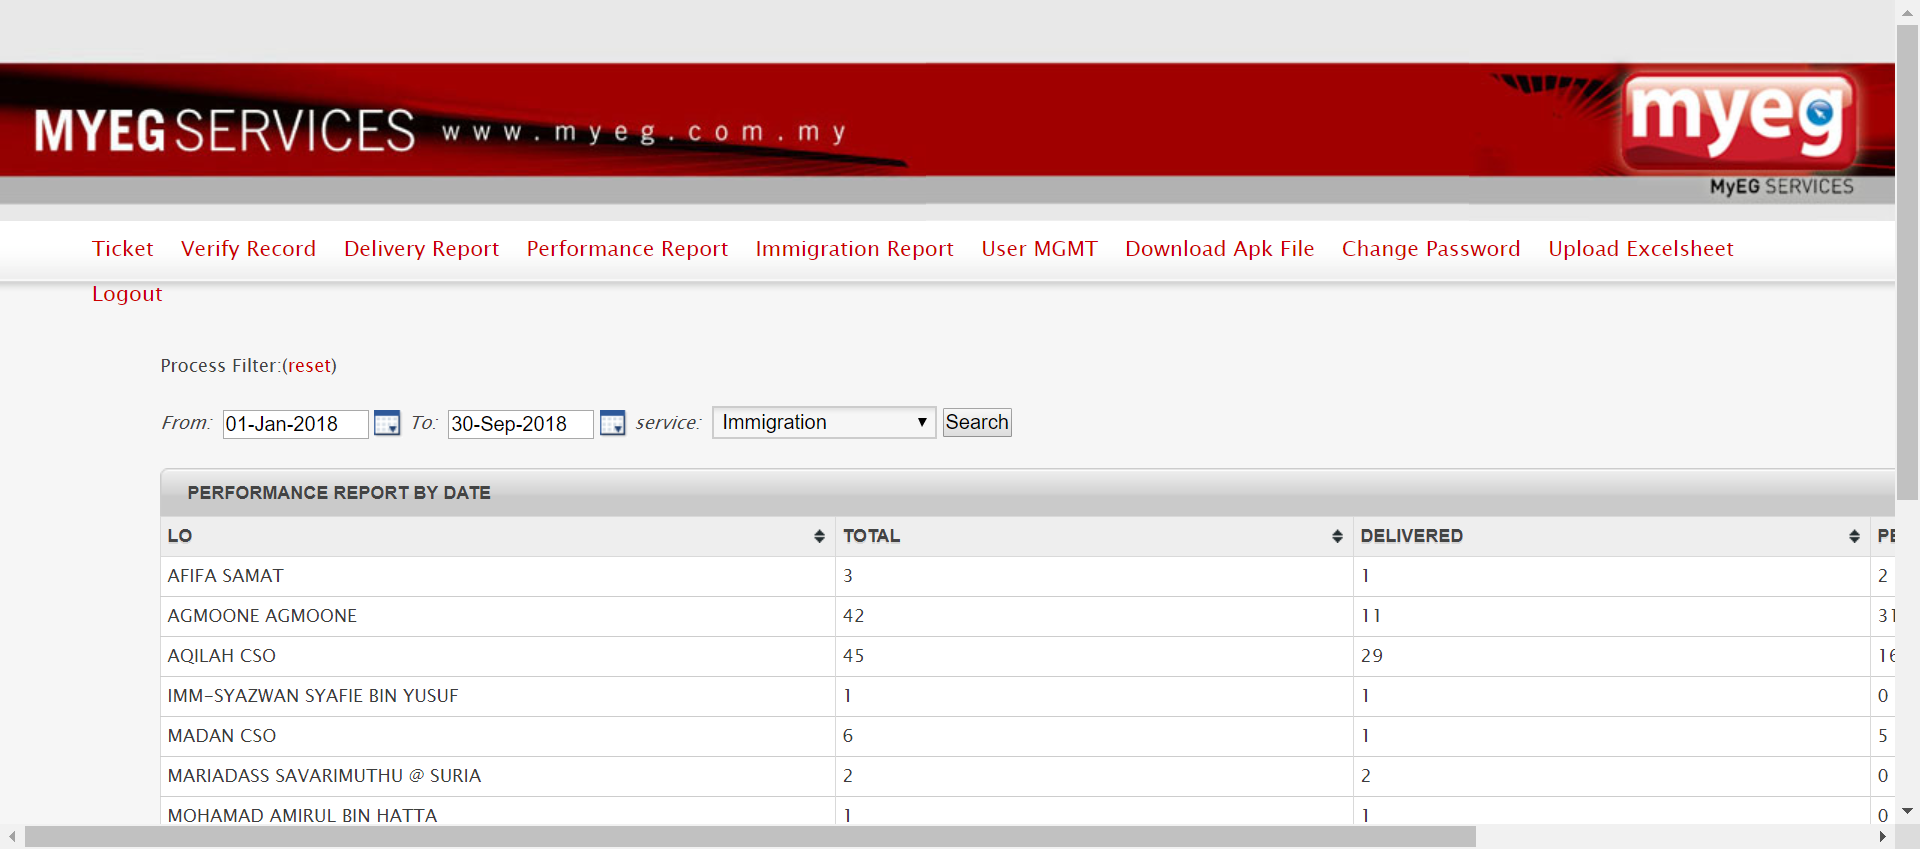 MYEG SERVICES www.myeg.com.my
myeg
MyEG SERVICES
Ticket Verify Record Delivery Report Performance Report Immigration Report User MGMT Download Apk File Change Password Upload Excelsheet
Logout
Process Filter:(reset)
From: 01-Jan-2018 To: 30-Sep-2018 service: Immigration Search
PERFORMANCE REPORT BY DATE
LO TOTAL DELIVERED
AFIFA SAMAT 3 1 2
AGMOONE AGMOONE 42 11 31
AQILAH CSO 45 29 16
IMM-SYAZWAN SYAFIE BIN YUSUF 1 1 0
MADAN CSO 6 1 5
MARIADASS SAVARIMUTHU @ SURIA 2 2 0
MOHAMAD AMIRUL BIN HATTA 1 1 0